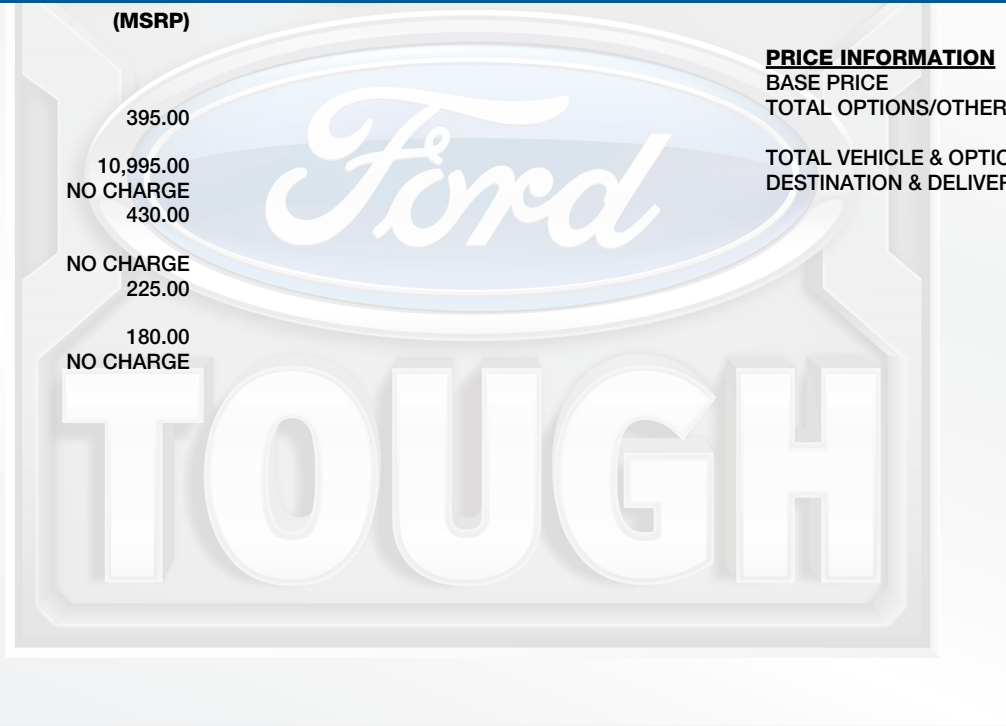 (MSRP)
395.00
10,995.00
NO CHARGE
430.00
NO CHARGE
225.00
180.00
NO CHARGE
PRICE INFORMATION
BASE PRICE
TOTAL OPTIONS/OTHER
TOTAL VEHICLE & OPTIO
DESTINATION & DELIVER
Ford
TOUGH